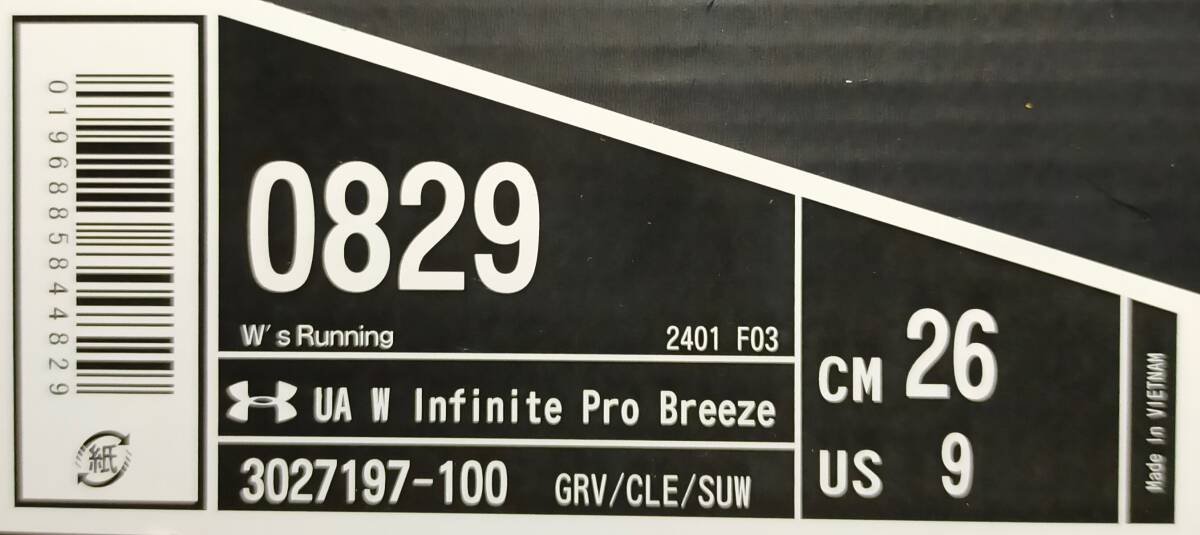 0196885844829
紙
0829
W's Running
2401 F03
UA W Infinite Pro Breeze
3027197-100
GRV/CLE/SUW
CM 26
US 9
Made In VIETNAM